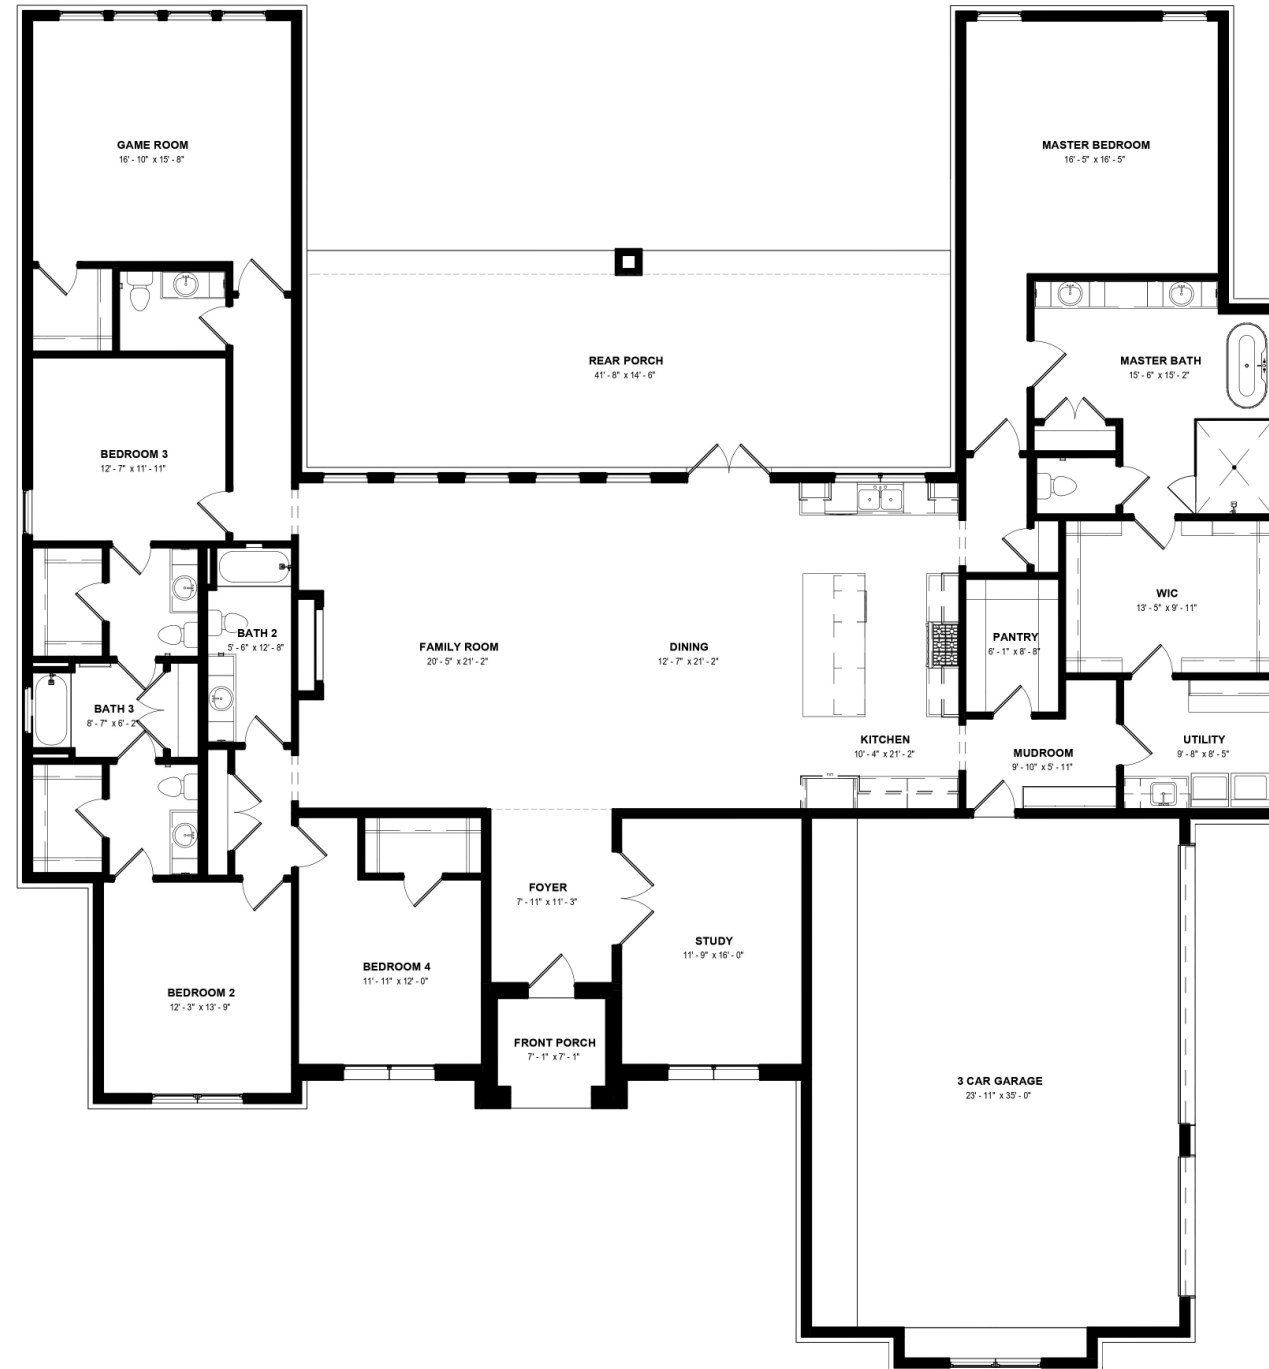 GAME ROOM
16' - 10" x 15' - 8"
MASTER BEDROOM
16' - 5" x 16' - 5"
REAR PORCH
41' - 8" x 14' - 6"
MASTER BATH
15' - 6" x 15' - 2"
BEDROOM 3
12' - 7" x 11' - 11"
WIC
13' - 5" x 9' - 11"
BATH 2
5' - 6" x 12' - 8"
FAMILY ROOM
20' - 5" x 21' - 2"
DINING
12' - 7" x 21' - 2"
PANTRY
6' - 1" x 8' - 8"
BATH 3
8' - 7" x 6' - 2"
KITCHEN
10' - 4" x 21' - 2"
MUDROOM
9' - 10" x 5' - 11"
UTILITY
9' - 8" x 8' - 5"
FOYER
7' - 11" x 11' - 3"
STUDY
11' - 9" x 16' - 0"
BEDROOM 4
11' - 11" x 12' - 0"
BEDROOM 2
12' - 3" x 13' - 9"
FRONT PORCH
7' - 1" x 7' - 1"
3 CAR GARAGE
23' - 11" x 35' - 0"